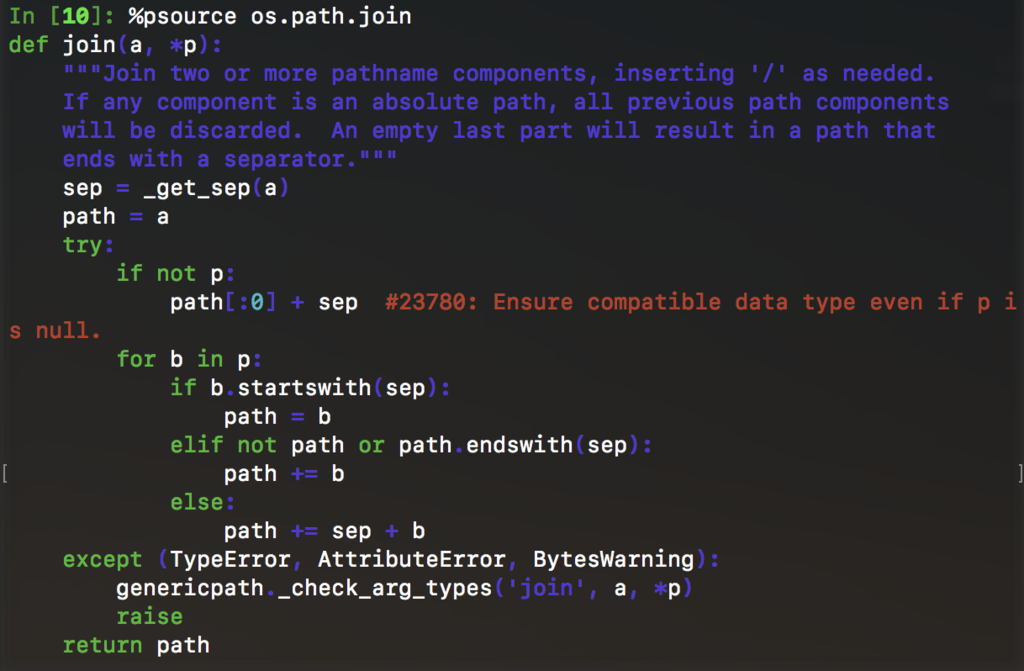 In [10]: %psource os.path.join
def join(a, *p):
    """Join two or more pathname components, inserting '/' as needed.
    If any component is an absolute path, all previous path components
    will be discarded.  An empty last part will result in a path that
    ends with a separator."""
    sep = _get_sep(a)
    path = a
    try:
        if not p:
            path[:0] + sep  #23780: Ensure compatible data type even if p i
s null.
        for b in p:
            if b.startswith(sep):
                path = b
            elif not path or path.endswith(sep):
                path += b
            else:
                path += sep + b
    except (TypeError, AttributeError, BytesWarning):
        genericpath._check_arg_types('join', a, *p)
        raise
    return path